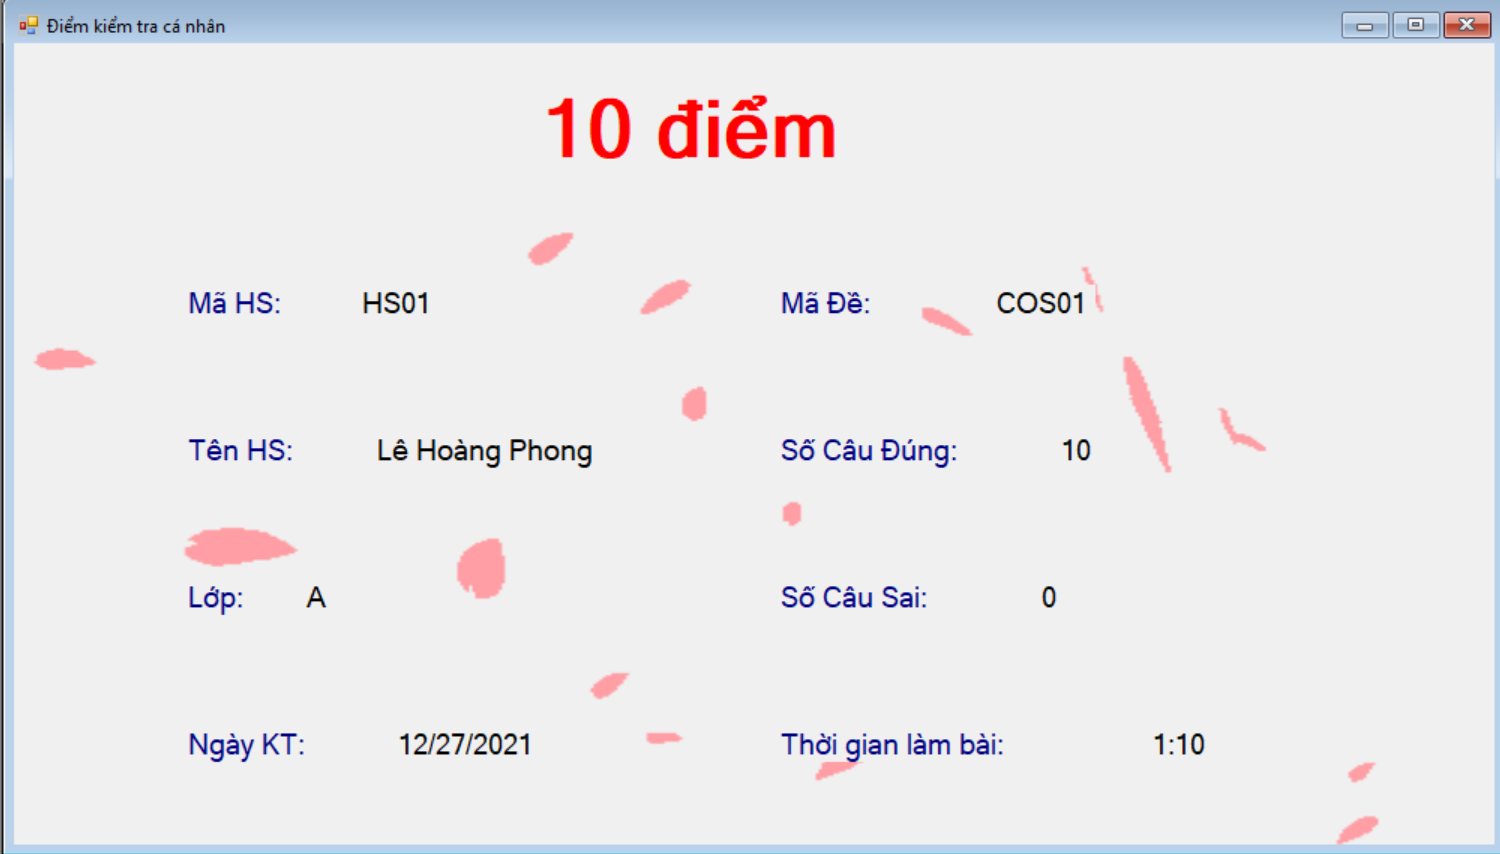 Điểm kiểm tra cá nhân
10 điểm
Mã HS: HS01 Mã Đề: COS01
Tên HS: Lê Hoàng Phong Số Câu Đúng: 10
Lớp: A Số Câu Sai: 0
Ngày KT: 12/27/2021 Thời gian làm bài: 1:10